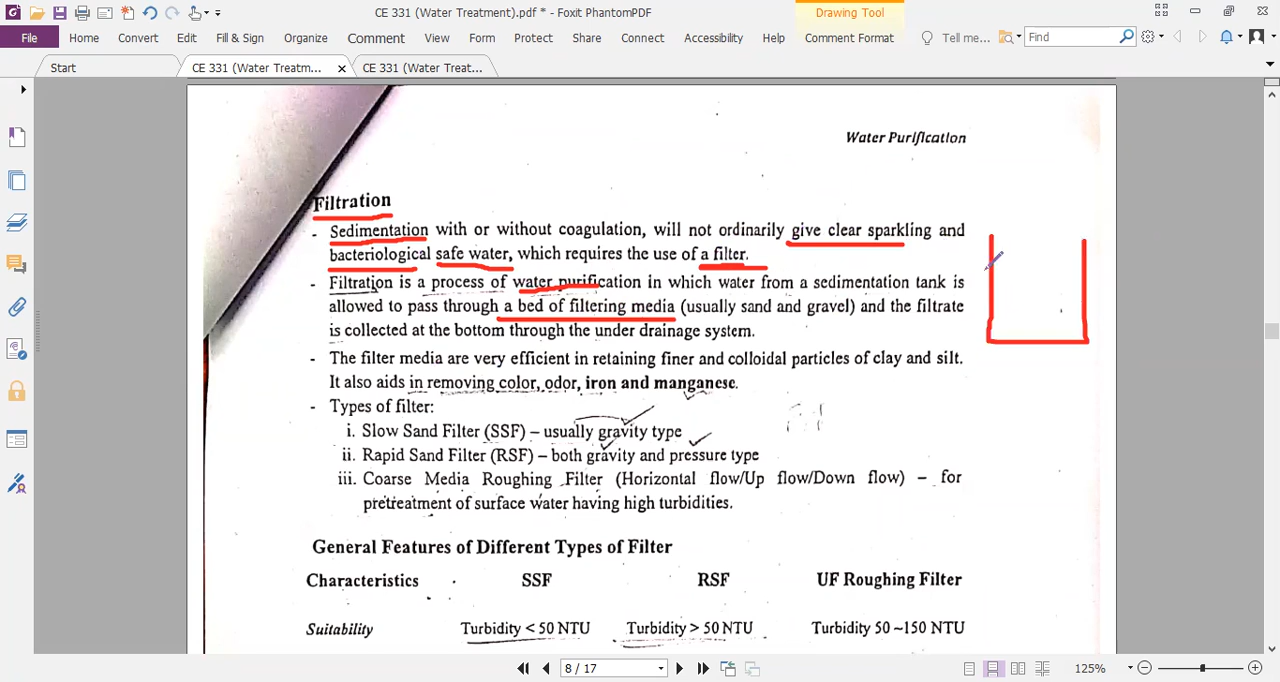 CE 331 (Water Treatment).pdf * - Foxit PhantomPDF
Drawing Tool
File Home Convert Edit Fill & Sign Organize Comment View Form Protect Share Connect Accessibility Help Comment Format Tell me... Find
Start CE 331 (Water Treatm... CE 331 (Water Treat...
Water Purification
Filtration
- Sedimentation with or without coagulation, will not ordinarily give clear sparkling and
bacteriological safe water, which requires the use of a filter.
- Filtration is a process of water purification in which water from a sedimentation tank is
allowed to pass through a bed of filtering media (usually sand and gravel) and the filtrate
is collected at the bottom through the under drainage system.
- The filter media are very efficient in retaining finer and colloidal particles of clay and silt.
It also aids in removing color, odor, iron and manganese.
- Types of filter:
i. Slow Sand Filter (SSF) – usually gravity type
ii. Rapid Sand Filter (RSF) – both gravity and pressure type
iii. Coarse Media Roughing Filter (Horizontal flow/Up flow/Down flow) – for
pretreatment of surface water having high turbidities.
General Features of Different Types of Filter
Characteristics SSF RSF UF Roughing Filter
Suitability Turbidity < 50 NTU Turbidity > 50 NTU Turbidity 50 ~150 NTU
8 / 17
125%